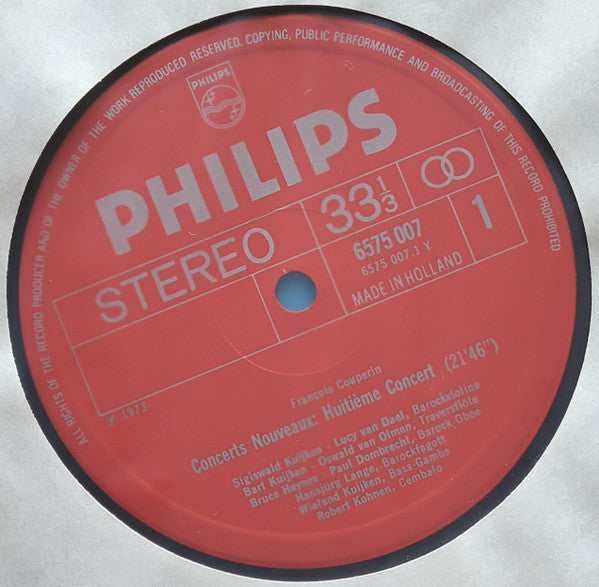 ALL RIGHTS OF THE RECORD PRODUCER AND OF THE OWNER OF THE WORK REPRODUCED RESERVED. COPYING, PUBLIC PERFORMANCE AND BROADCASTING OF THIS RECORD PROHIBITED
PHILIPS
PHILIPS
STEREO
33 1/3
6575 007
6575 007.1 Y
MADE IN HOLLAND
1
℗ 1973
François Couperin
Concerts Nouveaux: Huitième Concert (21'46")
Sigiswald Kuijken · Lucy van Dael, Barockvioline
Bart Kuijken · Oswald van Olmen, Traversflöte
Bruce Haynes · Paul Dombrecht, Barock-Oboe
Hansjürg Lange, Barockfagott
Wieland Kuijken, Bass-Gambe
Robert Kohnen, Cembalo